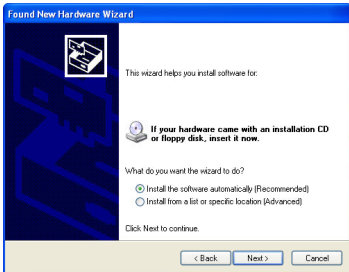 Found New Hardware Wizard
This wizard helps you install software for:
If your hardware came with an installation CD
or floppy disk, insert it now.
What do you want the wizard to do?
Install the software automatically (Recommended)
Install from a list or specific location (Advanced)
Click Next to continue.
< Back Next > Cancel